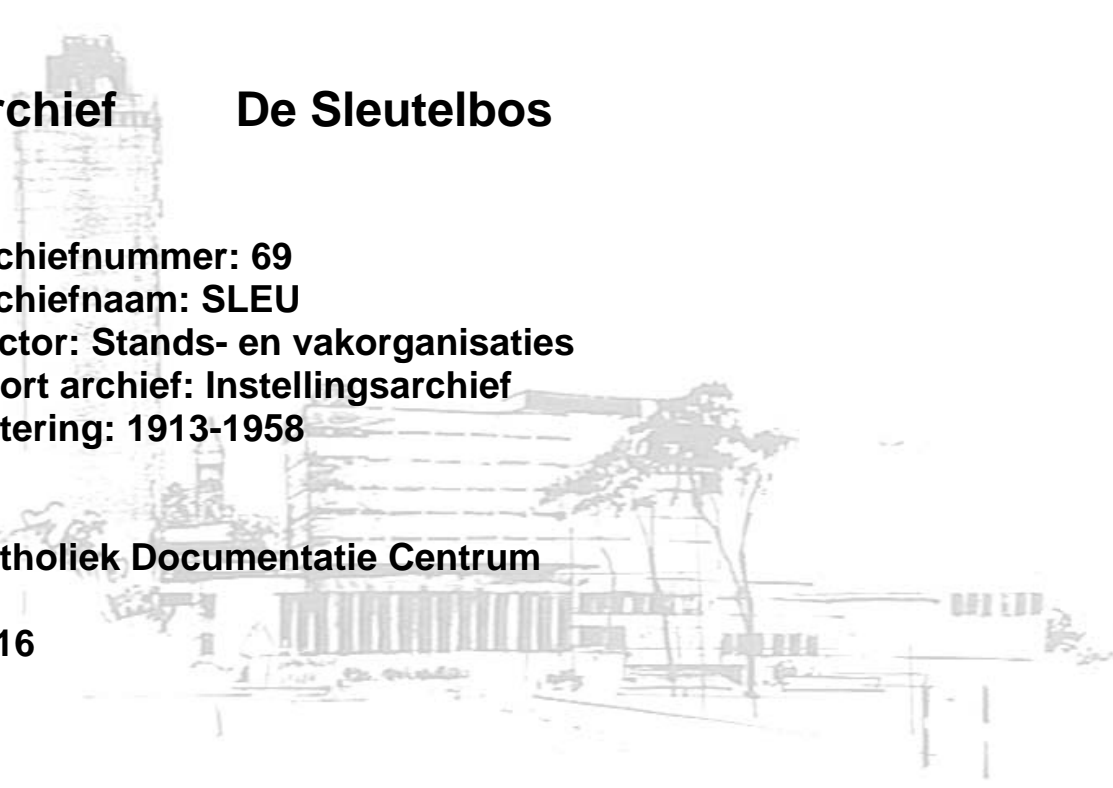 rchief De Sleutelbos
chiefnummer: 69
chiefnaam: SLEU
ctor: Stands- en vakorganisaties
ort archief: Instellingsarchief
tering: 1913-1958
tholiek Documentatie Centrum
16